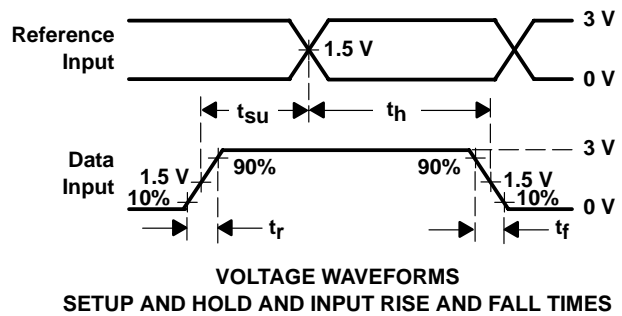 Reference
Input
3 V
1.5 V
0 V
tsu
th
Data
Input
3 V
1.5 V
90%
90%
1.5 V
10%
10%
0 V
tr
tf
VOLTAGE WAVEFORMS
SETUP AND HOLD AND INPUT RISE AND FALL TIMES